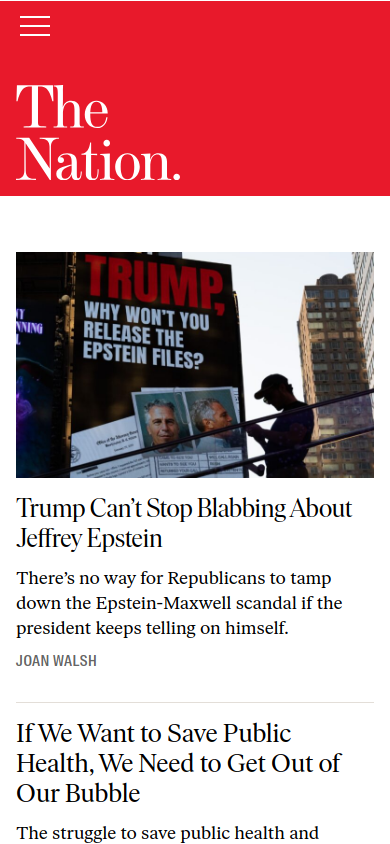 The
Nation.
TRUMP,
WHY WON'T YOU
RELEASE THE
EPSTEIN FILES?
Trump Can't Stop Blabbing About
Jeffrey Epstein
There's no way for Republicans to tamp
down the Epstein-Maxwell scandal if the
president keeps telling on himself.
JOAN WALSH
If We Want to Save Public
Health, We Need to Get Out of
Our Bubble
The struggle to save public health and